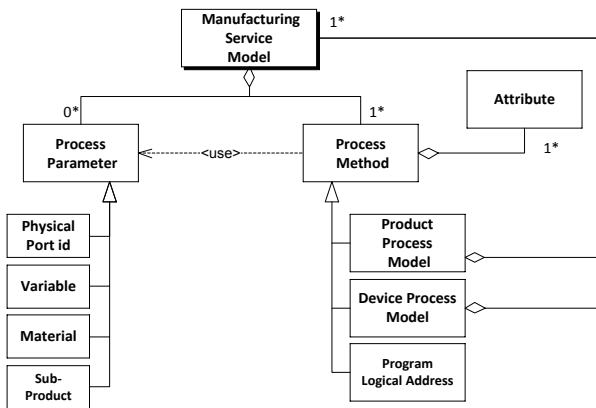 Manufacturing
Service
Model
1*
0*
1*
Attribute
1*
Process
Parameter
<use>
Process
Method
Physical
Port id
Variable
Material
Sub-
Product
Product
Process
Model
Device Process
Model
Program
Logical Address